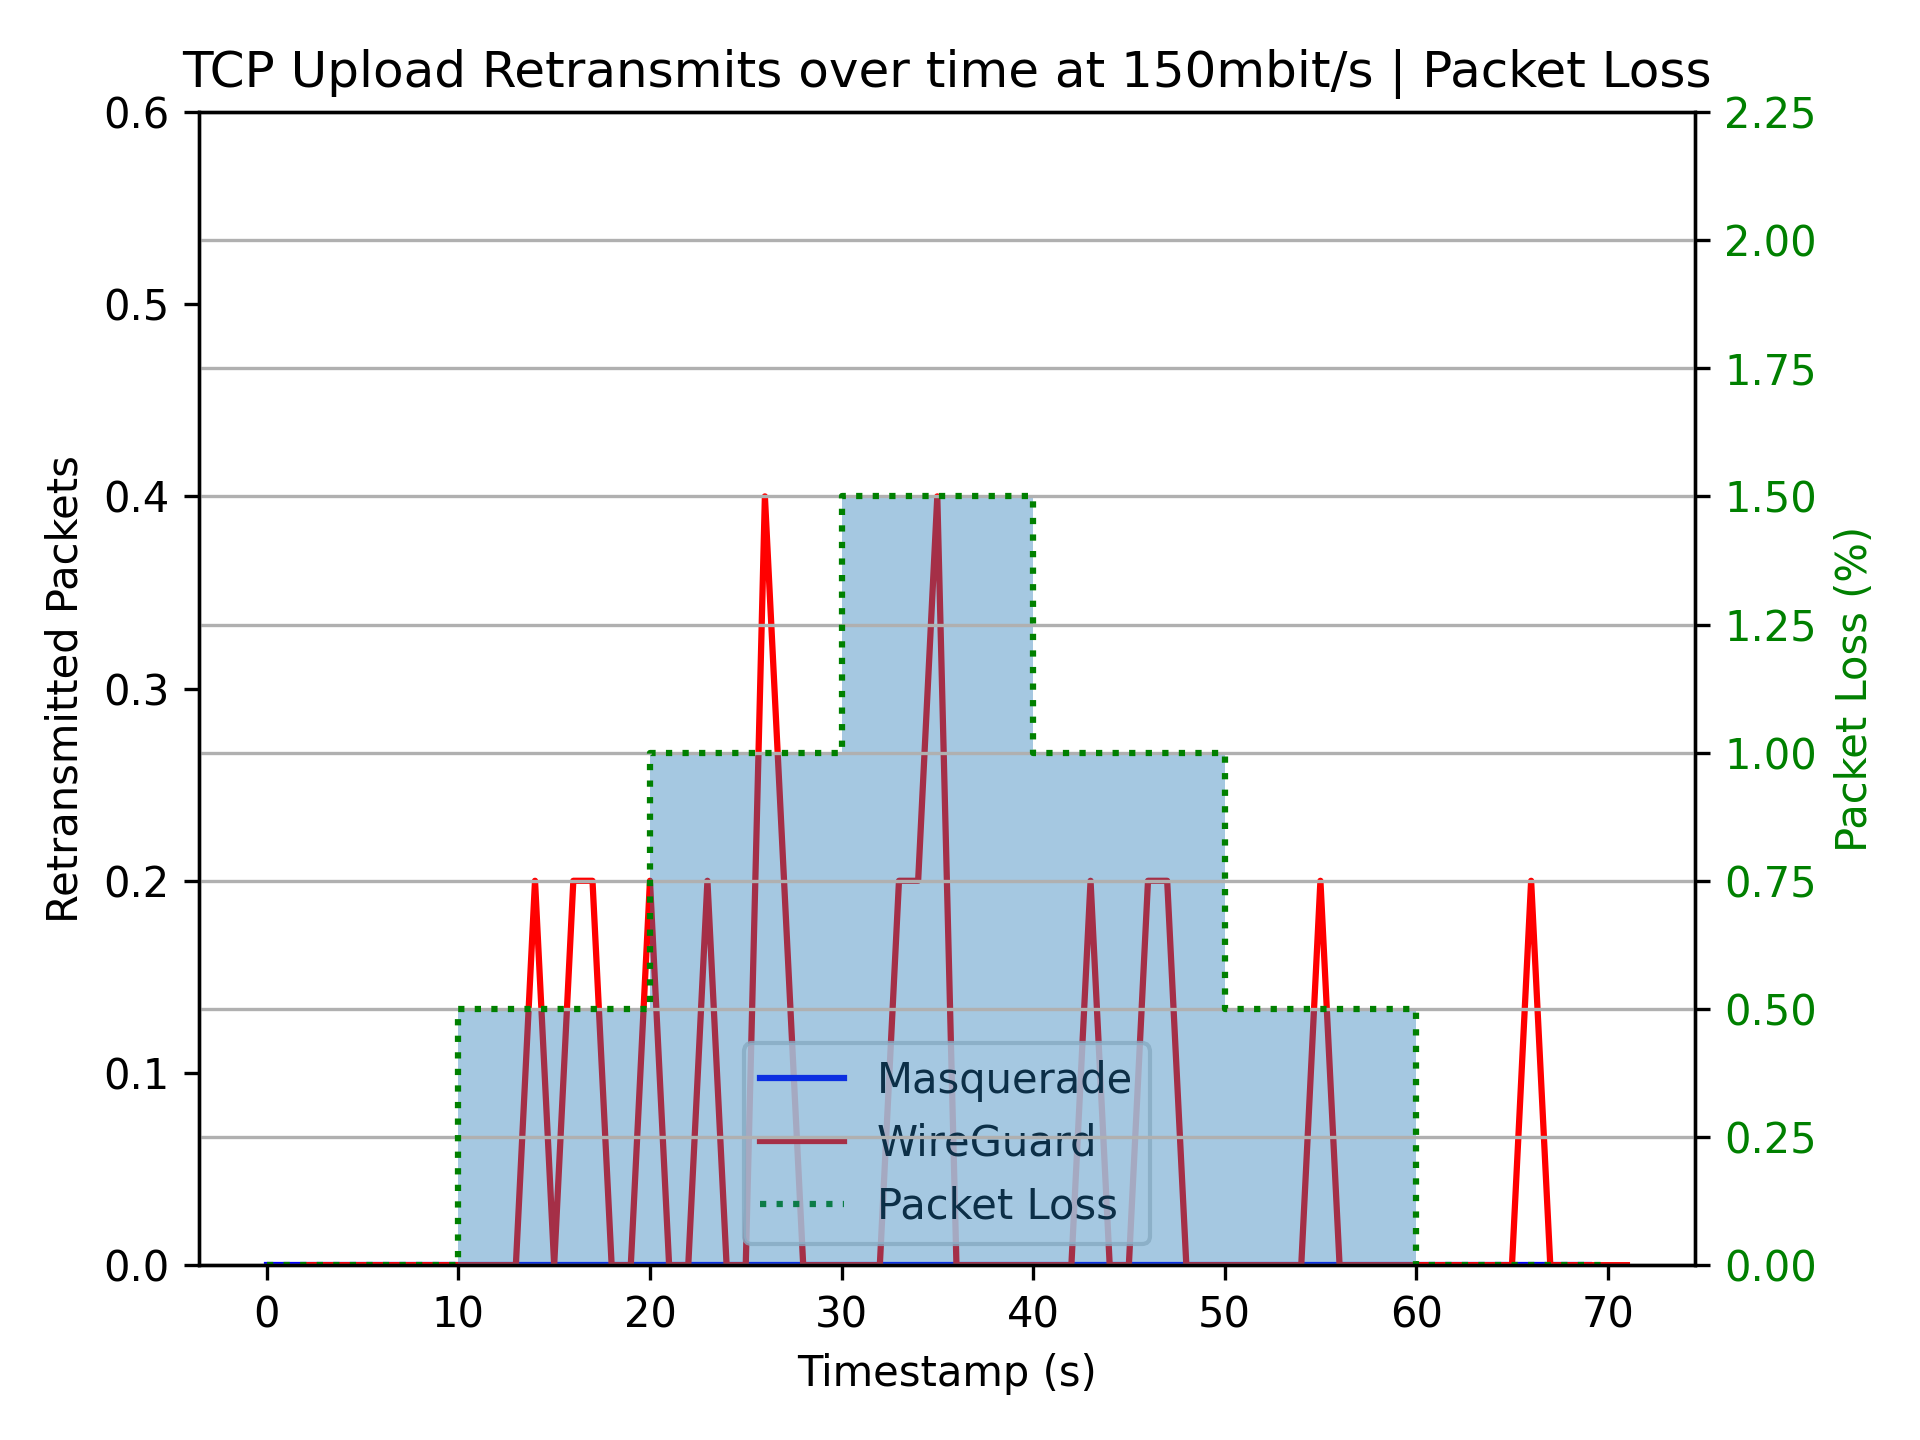 TCP Upload Retransmits over time at 150mbit/s | Packet Loss
0.6
0.5
0.4
0.3
0.2
0.1
0.0
Retransmitted Packets
2.25
2.00
1.75
1.50
1.25
1.00
0.75
0.50
0.25
0.00
Packet Loss (%)
Masquerade
WireGuard
Packet Loss
0 10 20 30 40 50 60 70
Timestamp (s)